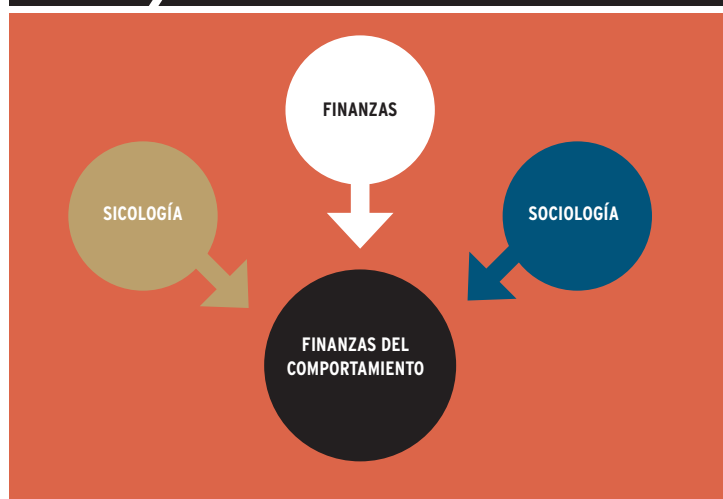 FINANZAS
SICOLOGÍA
SOCIOLOGÍA
FINANZAS DEL
COMPORTAMIENTO